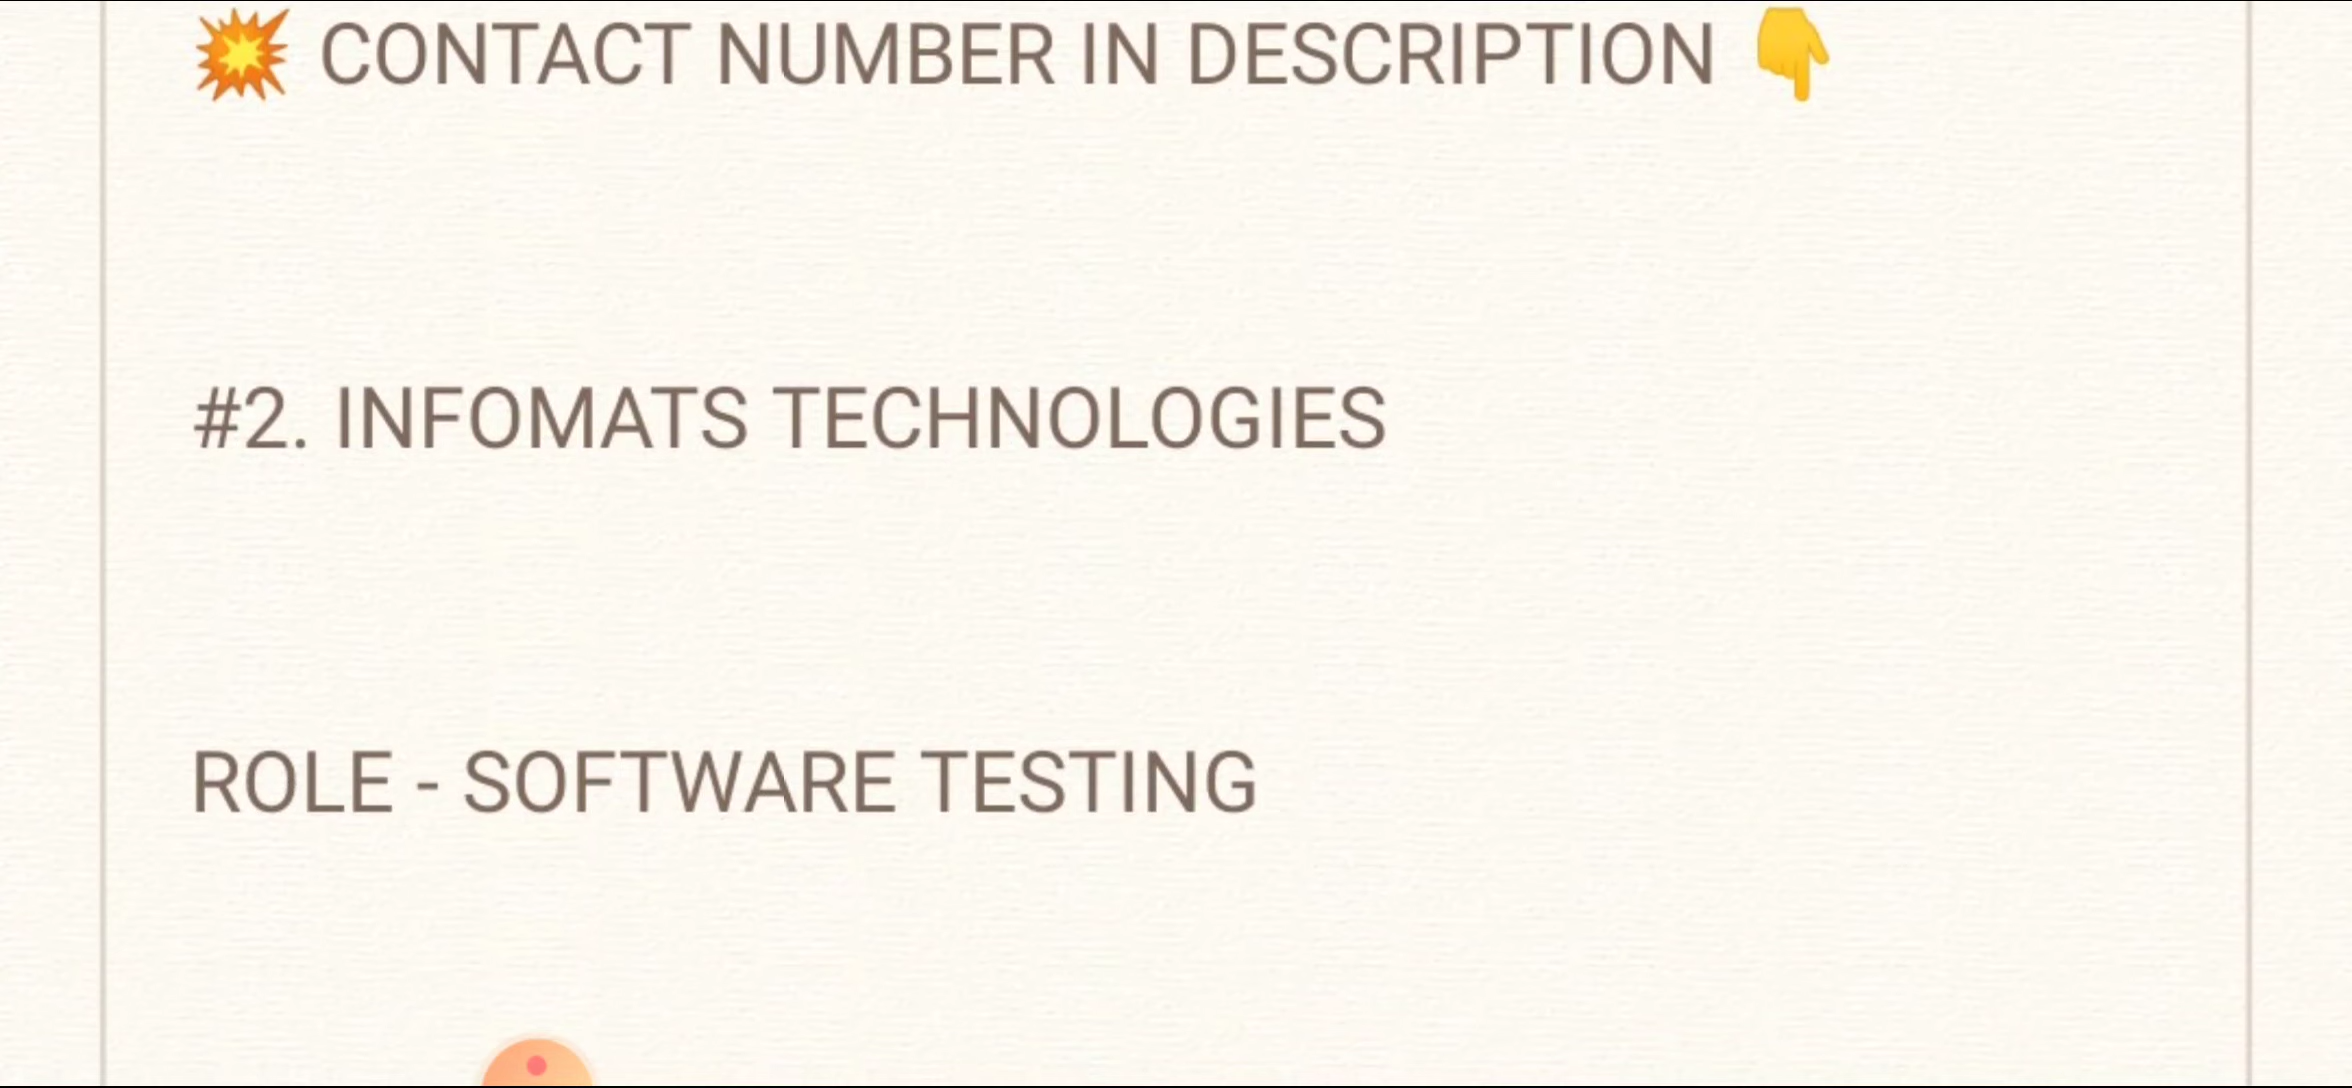 💥 CONTACT NUMBER IN DESCRIPTION 👇
#2. INFOMATS TECHNOLOGIES
ROLE - SOFTWARE TESTING